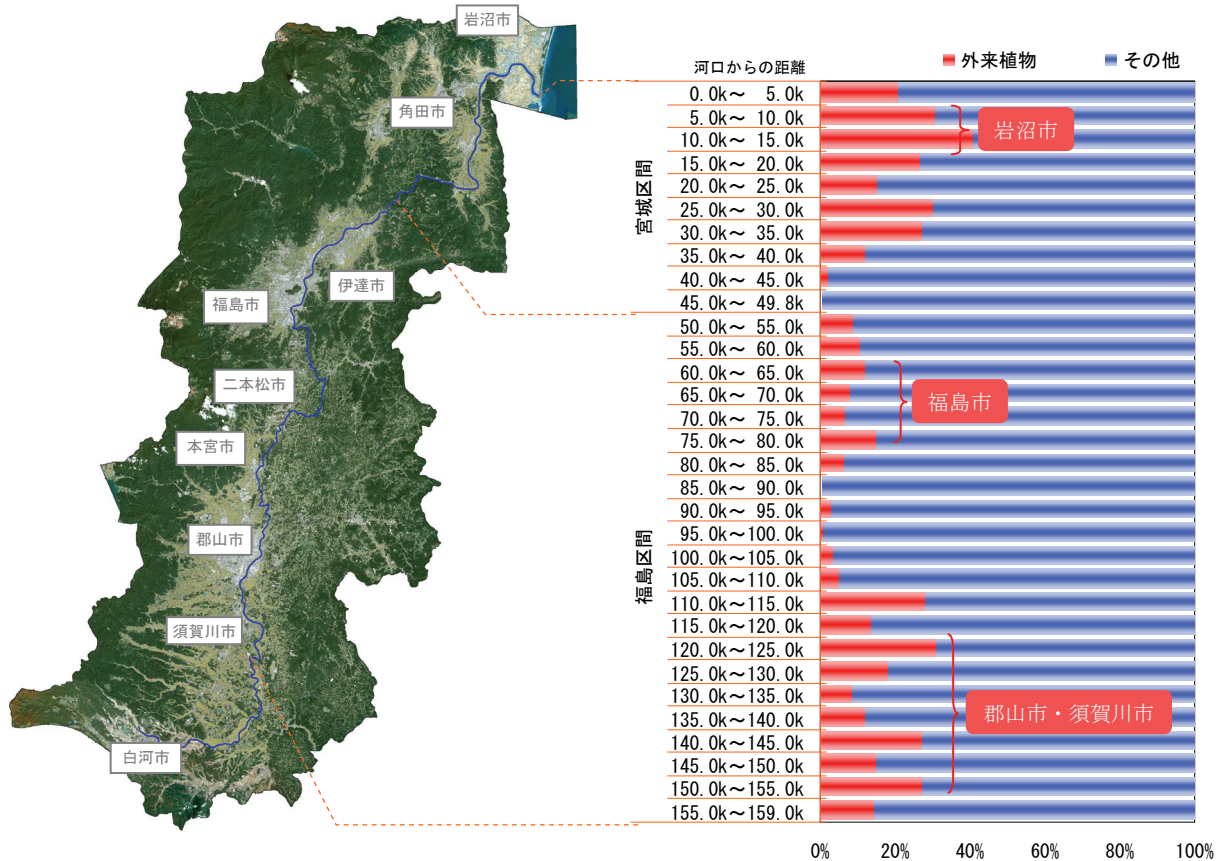 岩沼市
角田市
伊達市
福島市
二本松市
本宮市
郡山市
須賀川市
白河市
河口からの距離
外来植物
その他
宮城区間
0.0k～ 5.0k
5.0k～ 10.0k
10.0k～ 15.0k
15.0k～ 20.0k
20.0k～ 25.0k
25.0k～ 30.0k
30.0k～ 35.0k
35.0k～ 40.0k
40.0k～ 45.0k
45.0k～ 49.8k
福島区間
50.0k～ 55.0k
55.0k～ 60.0k
60.0k～ 65.0k
65.0k～ 70.0k
70.0k～ 75.0k
75.0k～ 80.0k
80.0k～ 85.0k
85.0k～ 90.0k
90.0k～ 95.0k
95.0k～100.0k
100.0k～105.0k
105.0k～110.0k
110.0k～115.0k
115.0k～120.0k
120.0k～125.0k
125.0k～130.0k
130.0k～135.0k
135.0k～140.0k
140.0k～145.0k
145.0k～150.0k
150.0k～155.0k
155.0k～159.0k
岩沼市
福島市
郡山市・須賀川市
0% 20% 40% 60% 80% 100%